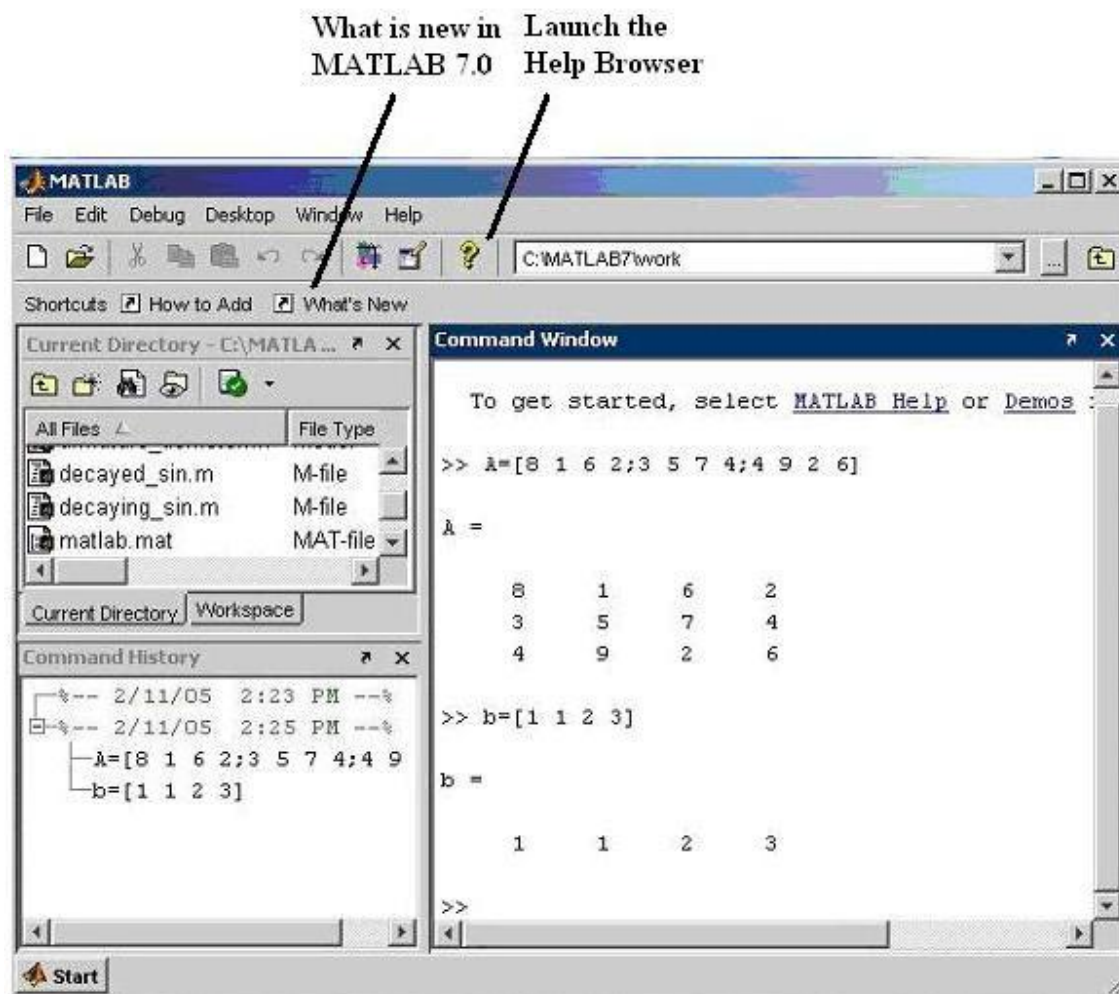 What is new in
MATLAB 7.0
Launch the
Help Browser
MATLAB
File Edit Debug Desktop Window Help
C:\MATLAB7\work
...
Shortcuts How to Add What's New
Current Directory - C:\MATLA ...
All Files File Type
decayed_sin.m M-file
decaying_sin.m M-file
matlab.mat MAT-file
Current Directory Workspace
Command History
%-- 2/11/05 2:23 PM --%
%-- 2/11/05 2:25 PM --%
A=[8 1 6 2;3 5 7 4;4 9
b=[1 1 2 3]
Command Window
To get started, select MATLAB Help or Demos
>> A=[8 1 6 2;3 5 7 4;4 9 2 6]
A =
8 1 6 2
3 5 7 4
4 9 2 6
>> b=[1 1 2 3]
b =
1 1 2 3
>>
Start